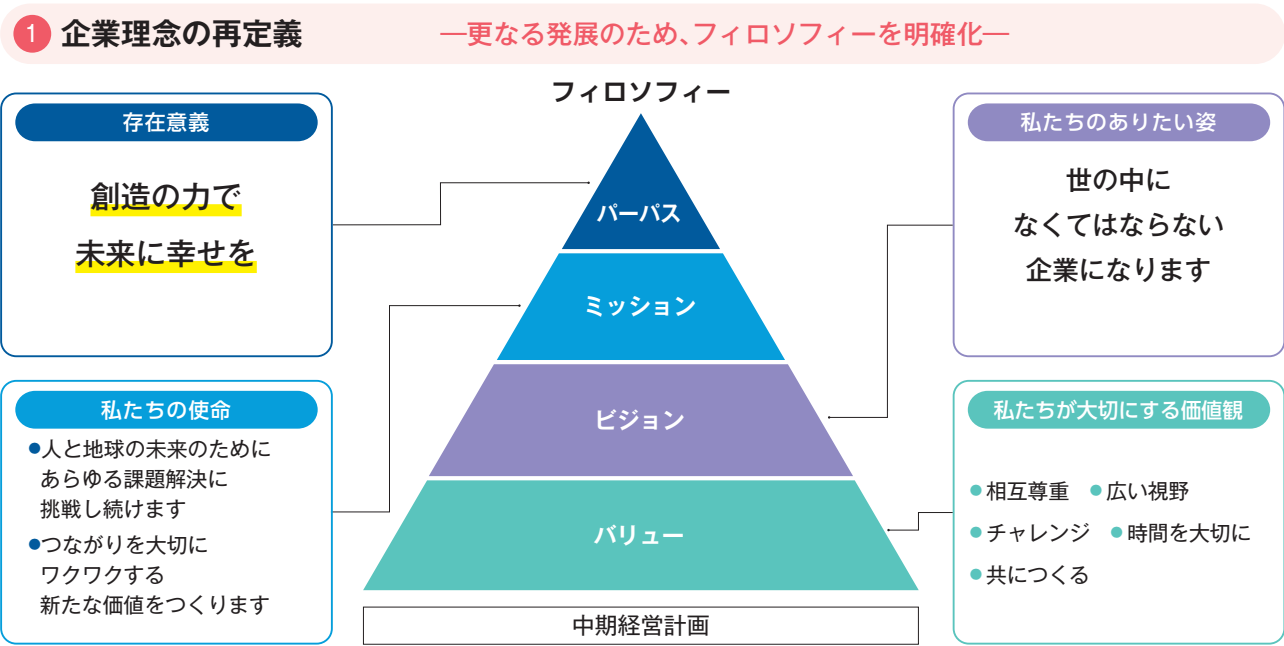 1 企業理念の再定義 ―更なる発展のため、フィロソフィーを明確化―
フィロソフィー
存在意義
創造の力で
未来に幸せを
パーパス
ミッション
ビジョン
バリュー
中期経営計画
私たちの使命
●人と地球の未来のために
あらゆる課題解決に
挑戦し続けます
●つながりを大切に
ワクワクする
新たな価値をつくります
私たちのありたい姿
世の中に
なくてはならない
企業になります
私たちが大切にする価値観
●相互尊重 ●広い視野
●チャレンジ ●時間を大切に
●共につくる